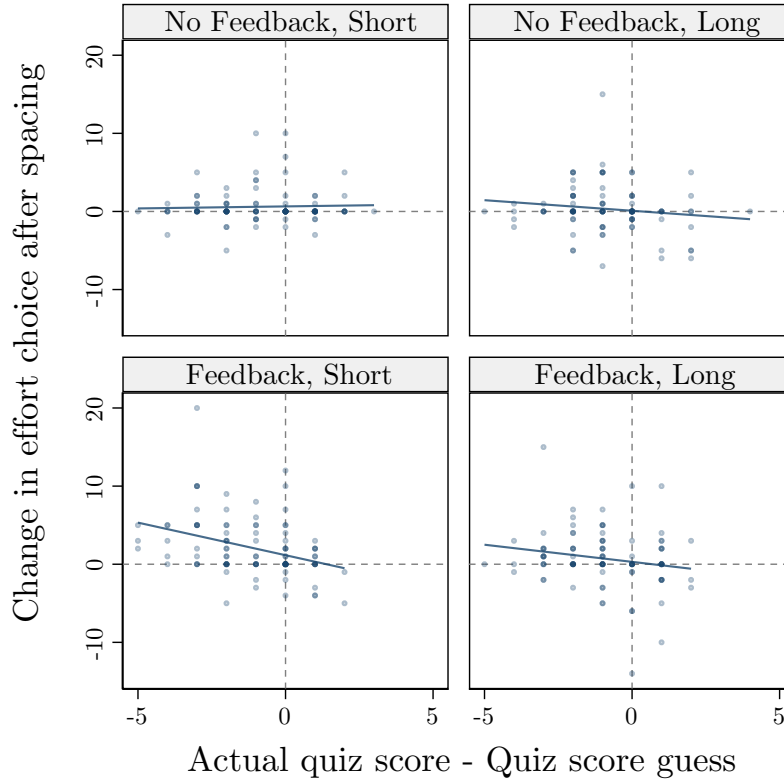 No Feedback, Short
No Feedback, Long
20
10
0
-10
Feedback, Short
Feedback, Long
20
10
0
-10
-5
0
5
-5
0
5
Change in effort choice after spacing
Actual quiz score - Quiz score guess